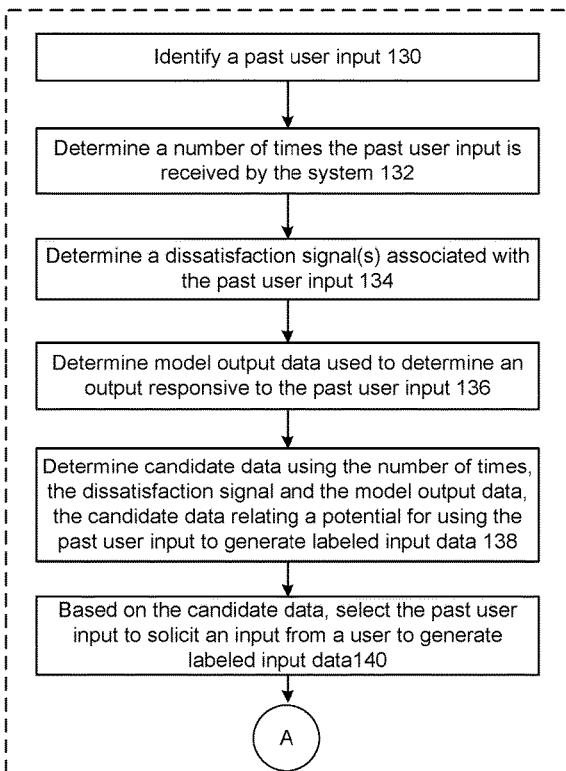 Identify a past user input 130
Determine a number of times the past user input is
received by the system 132
Determine a dissatisfaction signal(s) associated with
the past user input 134
Determine model output data used to determine an
output responsive to the past user input 136
Determine candidate data using the number of times,
the dissatisfaction signal and the model output data,
the candidate data relating a potential for using the
past user input to generate labeled input data 138
Based on the candidate data, select the past user
input to solicit an input from a user to generate
labeled input data140
A